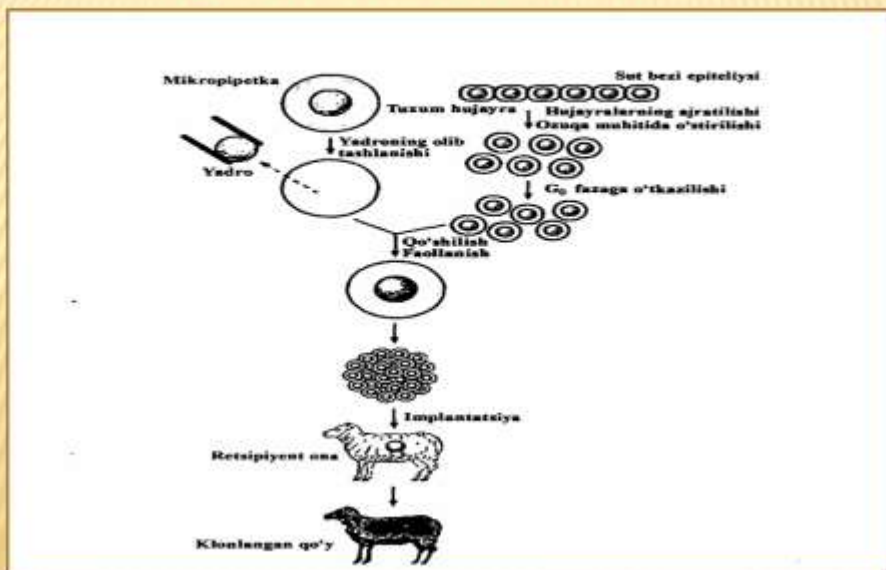 Mikropipetka
Sut bezi epiteliysi
Tuxum hujayra
Hujayralarning ajratilishi
Ozuqa muhitida o'stirilishi
Yadroning olib
tashlanishi
Yadro
G₀ fazaga o'tkazilishi
Qo'shilish
Faollanish
Implantatsiya
Retsipiyent ona
Klonlangan qo'y